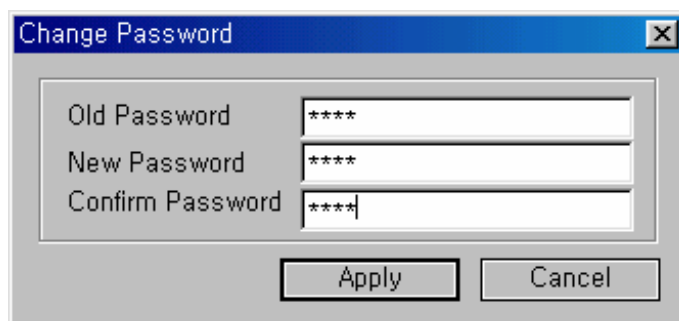 Change Password
Old Password ****
New Password ****
Confirm Password ****
Apply Cancel